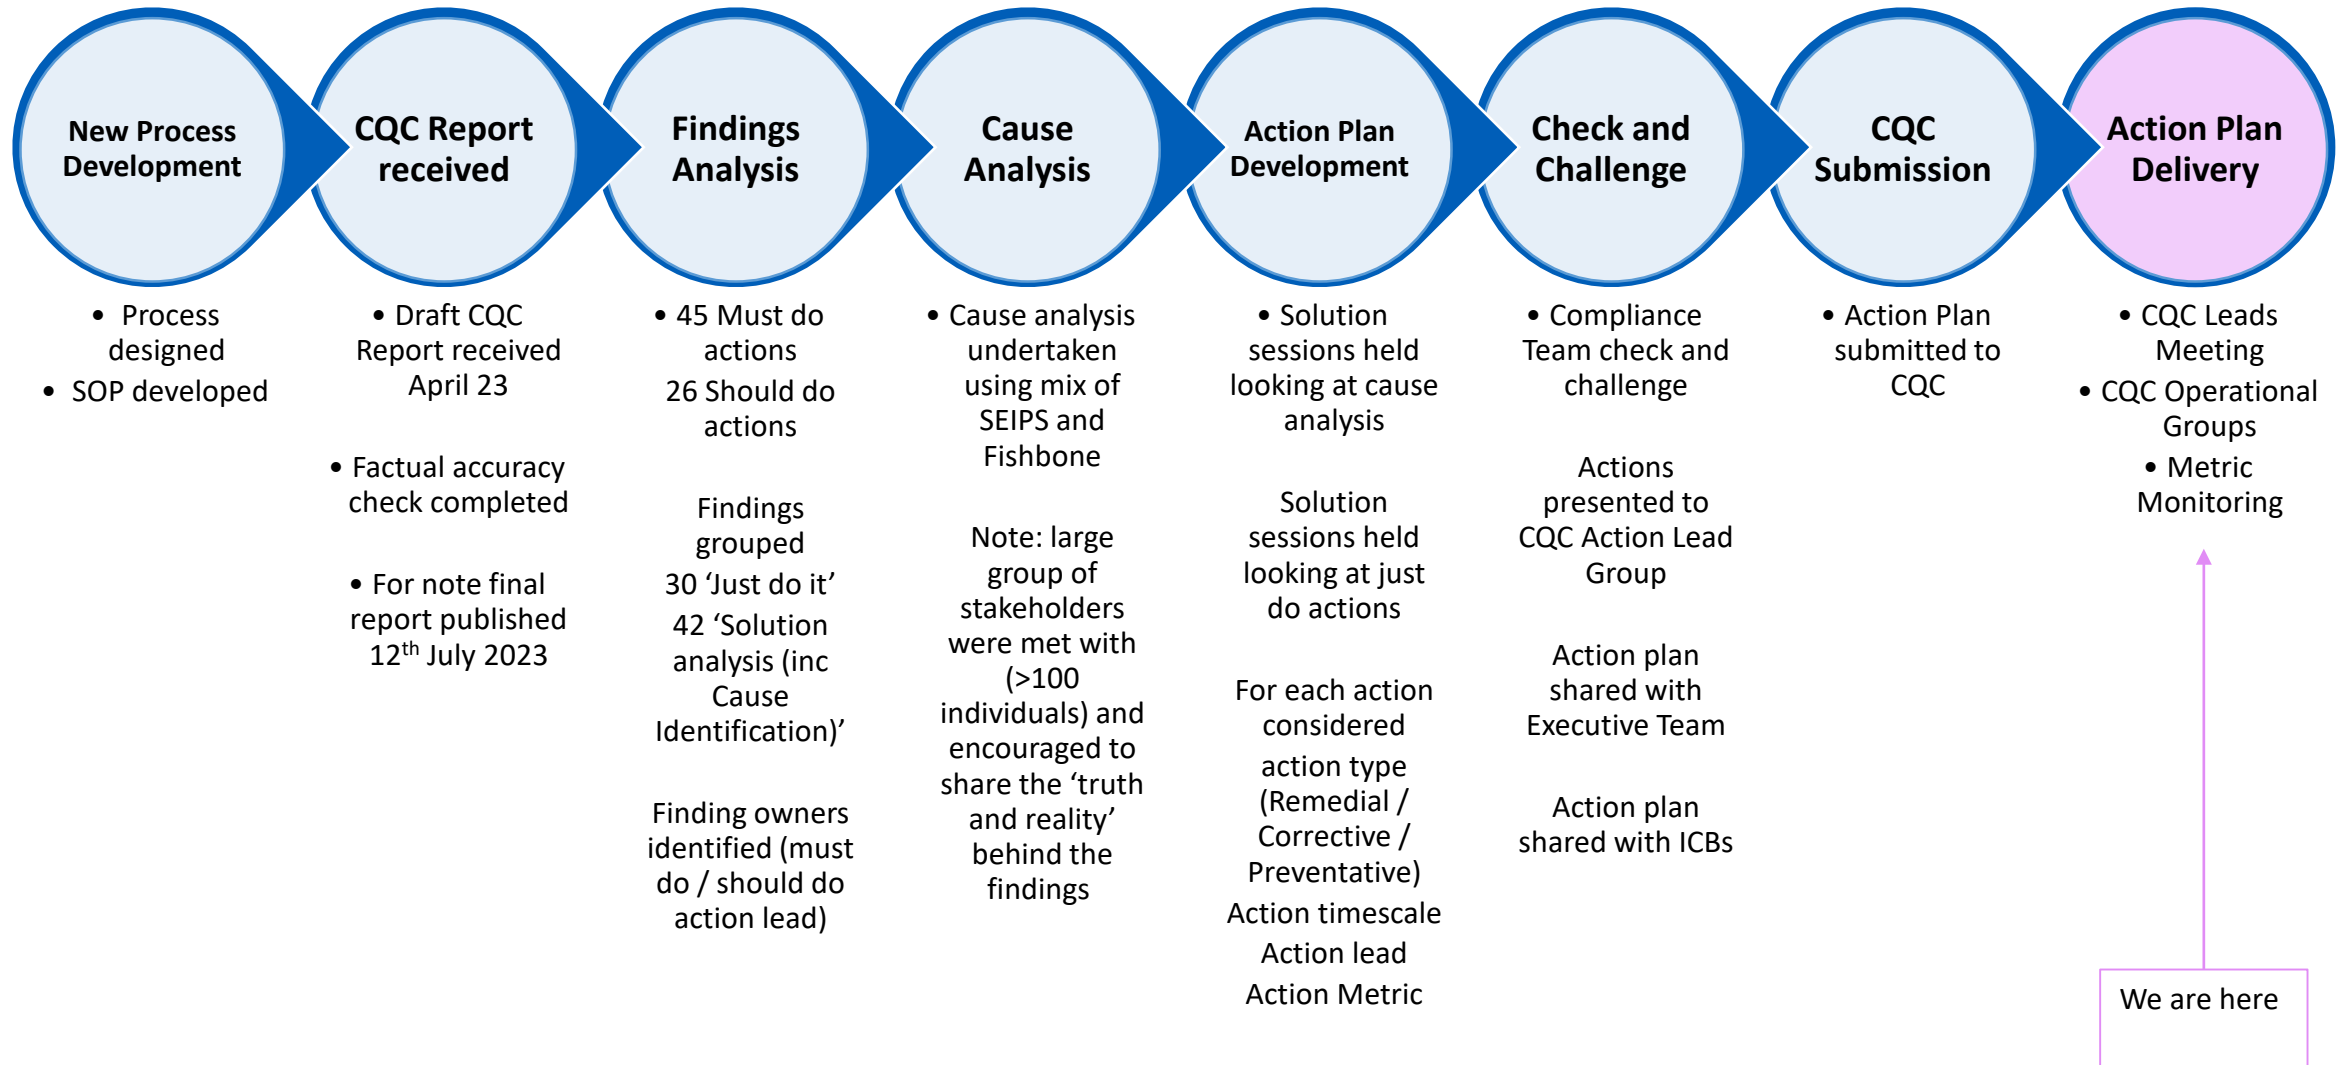 New Process
Development
CQC Report
received
Findings
Analysis
Cause
Analysis
Action Plan
Development
Check and
Challenge
CQC
Submission
Action Plan
Delivery
• Process
designed
• SOP developed
• Draft CQC
Report received
April 23
• Factual accuracy
check completed
• For note final
report published
12th July 2023
• 45 Must do
actions
26 Should do
actions
Findings
grouped
30 ‘Just do it’
42 ‘Solution
analysis (inc
Cause
Identification)’
Finding owners
identified (must
do / should do
action lead)
• Cause analysis
undertaken
using mix of
SEIPS and
Fishbone
Note: large
group of
stakeholders
were met with
(>100
individuals) and
encouraged to
share the ‘truth
and reality’
behind the
findings
• Solution
sessions held
looking at cause
analysis
Solution
sessions held
looking at just
do actions
For each action
considered
action type
(Remedial /
Corrective /
Preventative)
Action timescale
Action lead
Action Metric
• Compliance
Team check and
challenge
Actions
presented to
CQC Action Lead
Group
Action plan
shared with
Executive Team
Action plan
shared with ICBs
• Action Plan
submitted to
CQC
• CQC Leads
Meeting
• CQC Operational
Groups
• Metric
Monitoring
We are here